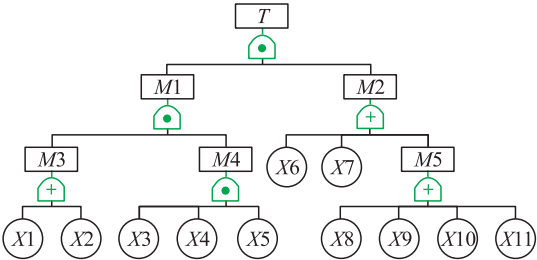 T
M1 M2
+
M3 M4 X6 X7 M5
+ +
X1 X2 X3 X4 X5 X8 X9 X10 X11